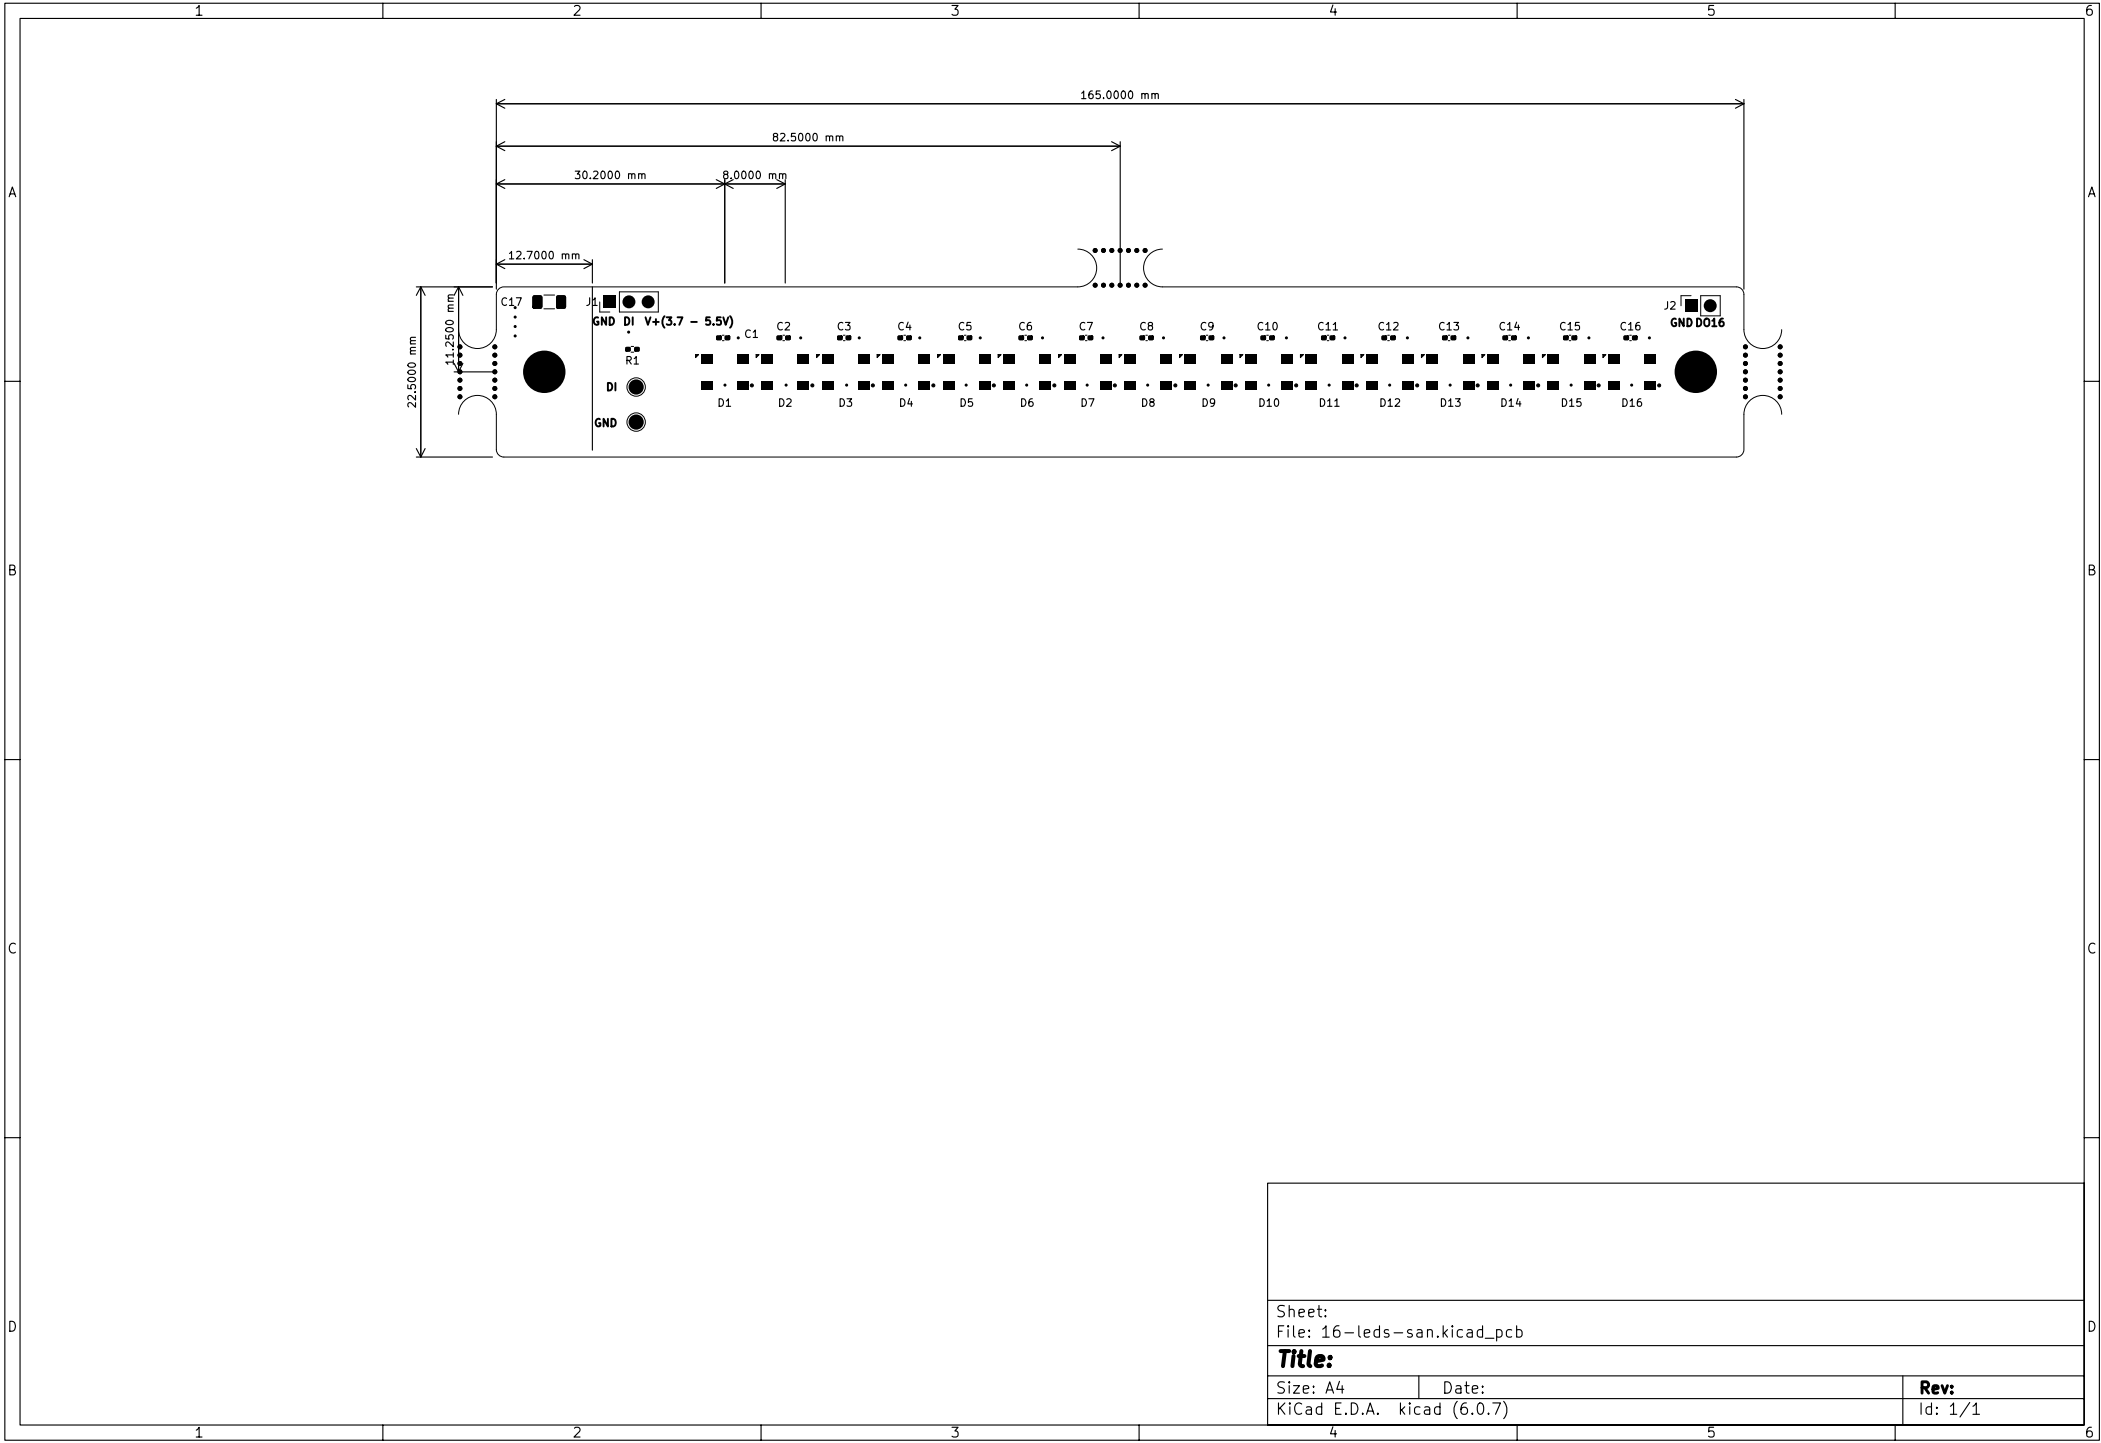 1 2 3 4 5 6
165.0000 mm
82.5000 mm
A 30.2000 mm 8.0000 mm A
12.7000 mm
22.5000 mm
11.2500 mm
C17 J1 J2
GND DI V+(3.7 – 5.5V) GND DO16
C1 C2 C3 C4 C5 C6 C7 C8 C9 C10 C11 C12 C13 C14 C15 C16
R1
DI
D1 D2 D3 D4 D5 D6 D7 D8 D9 D10 D11 D12 D13 D14 D15 D16
GND
B B
C C
Sheet:
D File: 16–leds–san.kicad_pcb D
Title:
Size: A4 Date: Rev:
KiCad E.D.A. kicad (6.0.7) Id: 1/1
1 2 3 4 5 6